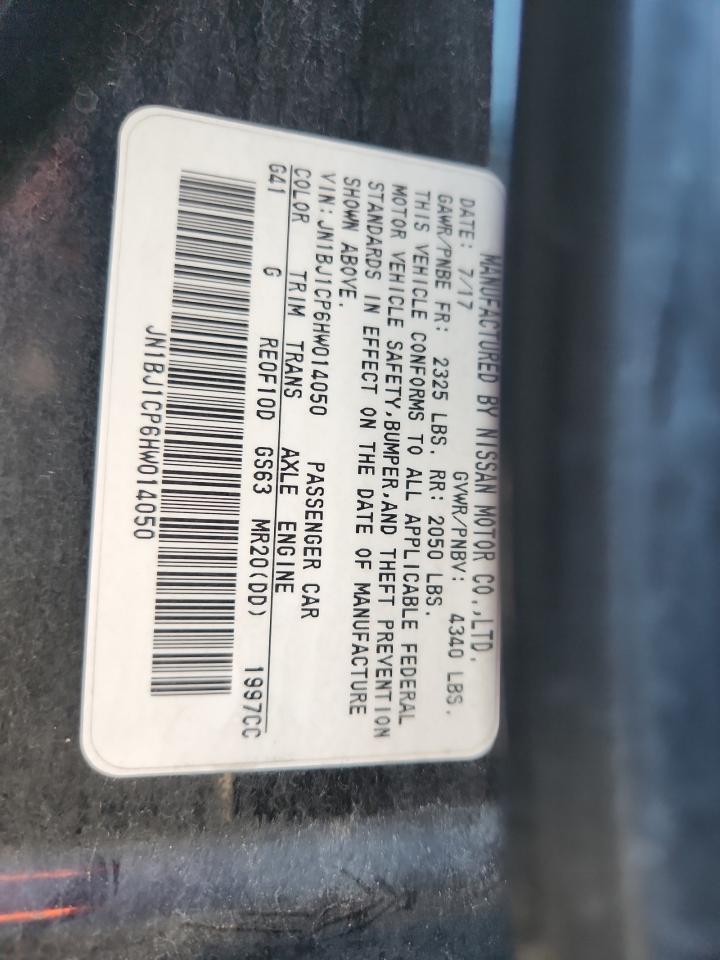 MANUFACTURED BY NISSAN MOTOR CO.,LTD.
DATE: 7/17 GVWR/PNBV: 4340 LBS.
GAWR/PNBE FR: 2325 LBS. RR: 2050 LBS.
THIS VEHICLE CONFORMS TO ALL APPLICABLE FEDERAL
MOTOR VEHICLE SAFETY,BUMPER,AND THEFT PREVENTION
STANDARDS IN EFFECT ON THE DATE OF MANUFACTURE
SHOWN ABOVE.
VIN:JN1BJ1CP6HW014050 PASSENGER CAR
COLOR TRIM TRANS AXLE ENGINE
G41 G RE0F10D GS63 MR20(DD) 1997CC
JN1BJ1CP6HW014050